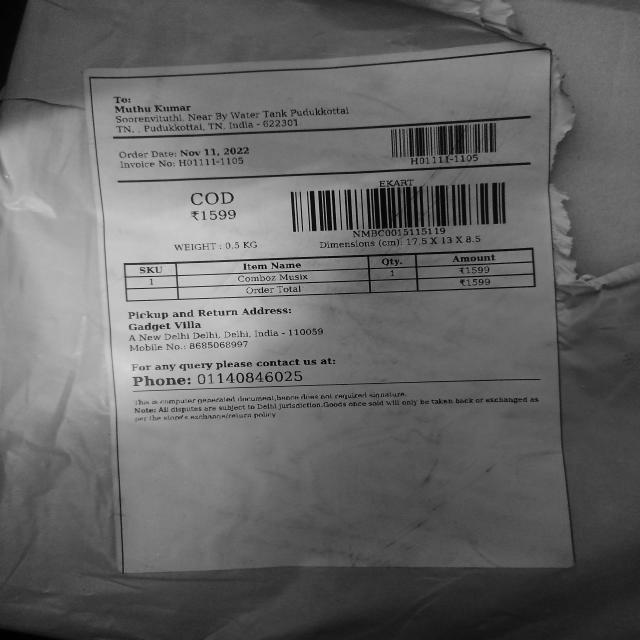 To:
Muthu Kumar
Soorenvituthi, Near By Water Tank Pudukkottai
TN, , Pudukkottai, TN, India - 622301
Order Date: Nov 11, 2022
Invoice No: H01111-1105
H01111-1105
COD
₹1599
WEIGHT : 0.5 KG
EKART
NMBC0015115119
Dimensions (cm): 17.5 X 13 X 8.5
SKU Item Name Qty. Amount
1 Comboz Musix 1 ₹1599
Order Total ₹1599
Pickup and Return Address:
Gadget Villa
A New Delhi Delhi, Delhi, India - 110059
Mobile No.: 8685068997
For any query please contact us at:
Phone: 01140846025
This is computer generated document,hence does not required signature.
Note: All disputes are subject to Delhi jurisdiction.Goods once sold will only be taken back or exchanged as
per the store's exchange/return policy